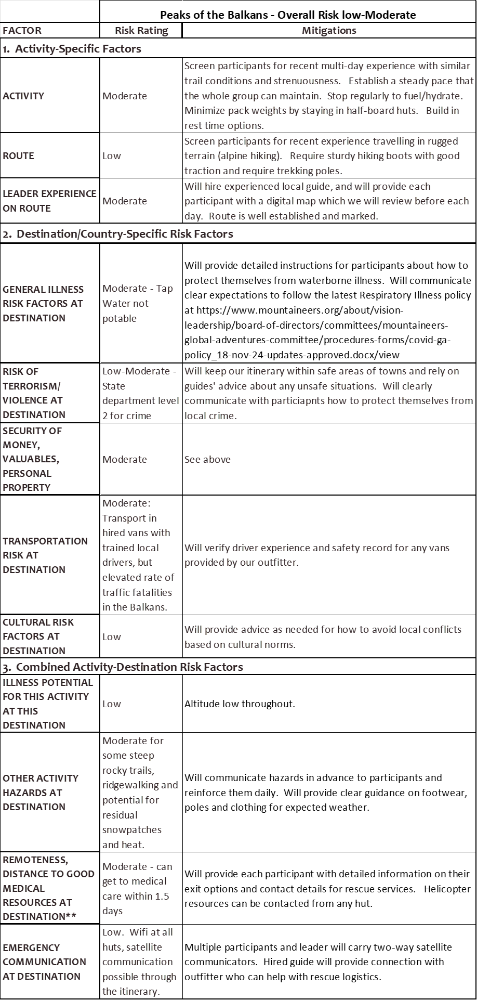 Peaks of the Balkans - Overall Risk low-Moderate
FACTOR
Risk Rating
Mitigations
1.  Activity-Specific Factors
ACTIVITY
Moderate
Screen participants for recent multi-day experience with similar
trail conditions and strenuousness.   Establish a steady pace that
the whole group can maintain.  Stop regularly to fuel/hydrate.
Minimize pack weights by staying in half-board huts.   Build in
rest time options.
ROUTE
Low
Screen participants for recent experience travelling in rugged
terrain (alpine hiking).   Require sturdy hiking boots with good
traction and require trekking poles.
LEADER EXPERIENCE
ON ROUTE
Moderate
Will hire experienced local guide, and will provide each
participant with a digital map which we will review before each
day.  Route is well established and marked.
2.  Destination/Country-Specific Risk Factors
GENERAL ILLNESS
RISK FACTORS AT
DESTINATION
Moderate - Tap
Water not
potable
Will provide detailed instructions for participants about how to
protect themselves from waterborne illness.  Will communicate
clear expectations to follow the latest Respiratory Illness policy
at https://www.mountaineers.org/about/vision-
leadership/board-of-directors/committees/mountaineers-
global-adventures-committee/procedures-forms/covid-ga-
policy_18-nov-24-updates-approved.docx/view
RISK OF
TERRORISM/
VIOLENCE AT
DESTINATION
Low-Moderate -
State
department level
2 for crime
Will keep our itinerary within safe areas of towns and rely on
guides' advice about any unsafe situations.  Will clearly
communicate with particiapnts how to protect themselves from
local crime.
SECURITY OF
MONEY,
VALUABLES,
PERSONAL
PROPERTY
Moderate
See above
TRANSPORTATION
RISK AT
DESTINATION
Moderate:
Transport in
hired vans with
trained local
drivers, but
elevated rate of
traffic fatalities
in the Balkans.
Will verify driver experience and safety record for any vans
provided by our outfitter.
CULTURAL RISK
FACTORS AT
DESTINATION
Low
Will provide advice as needed for how to avoid local conflicts
based on cultural norms.
3.  Combined Activity-Destination Risk Factors
ILLNESS POTENTIAL
FOR THIS ACTIVITY
AT THIS
DESTINATION
Low
Altitude low throughout.
OTHER ACTIVITY
HAZARDS AT
DESTINATION
Moderate for
some steep
rocky trails,
ridgewalking and
potential for
residual
snowpatches
and heat.
Will communicate hazards in advance to participants and
reinforce them daily.  Will provide clear guidance on footwear,
poles and clothing for expected weather.
REMOTENESS,
DISTANCE TO GOOD
MEDICAL
RESOURCES AT
DESTINATION**
Moderate - can
get to medical
care within 1.5
days
Will provide each participant with detailed information on their
exit options and contact details for rescue services.   Helicopter
resources can be contacted from any hut.
EMERGENCY
COMMUNICATION
AT DESTINATION
Low.  Wifi at all
huts, satellite
communication
possible through
the itinerary.
Multiple participants and leader will carry two-way satellite
communicators.  Hired guide will provide connection with
outfitter who can help with rescue logistics.